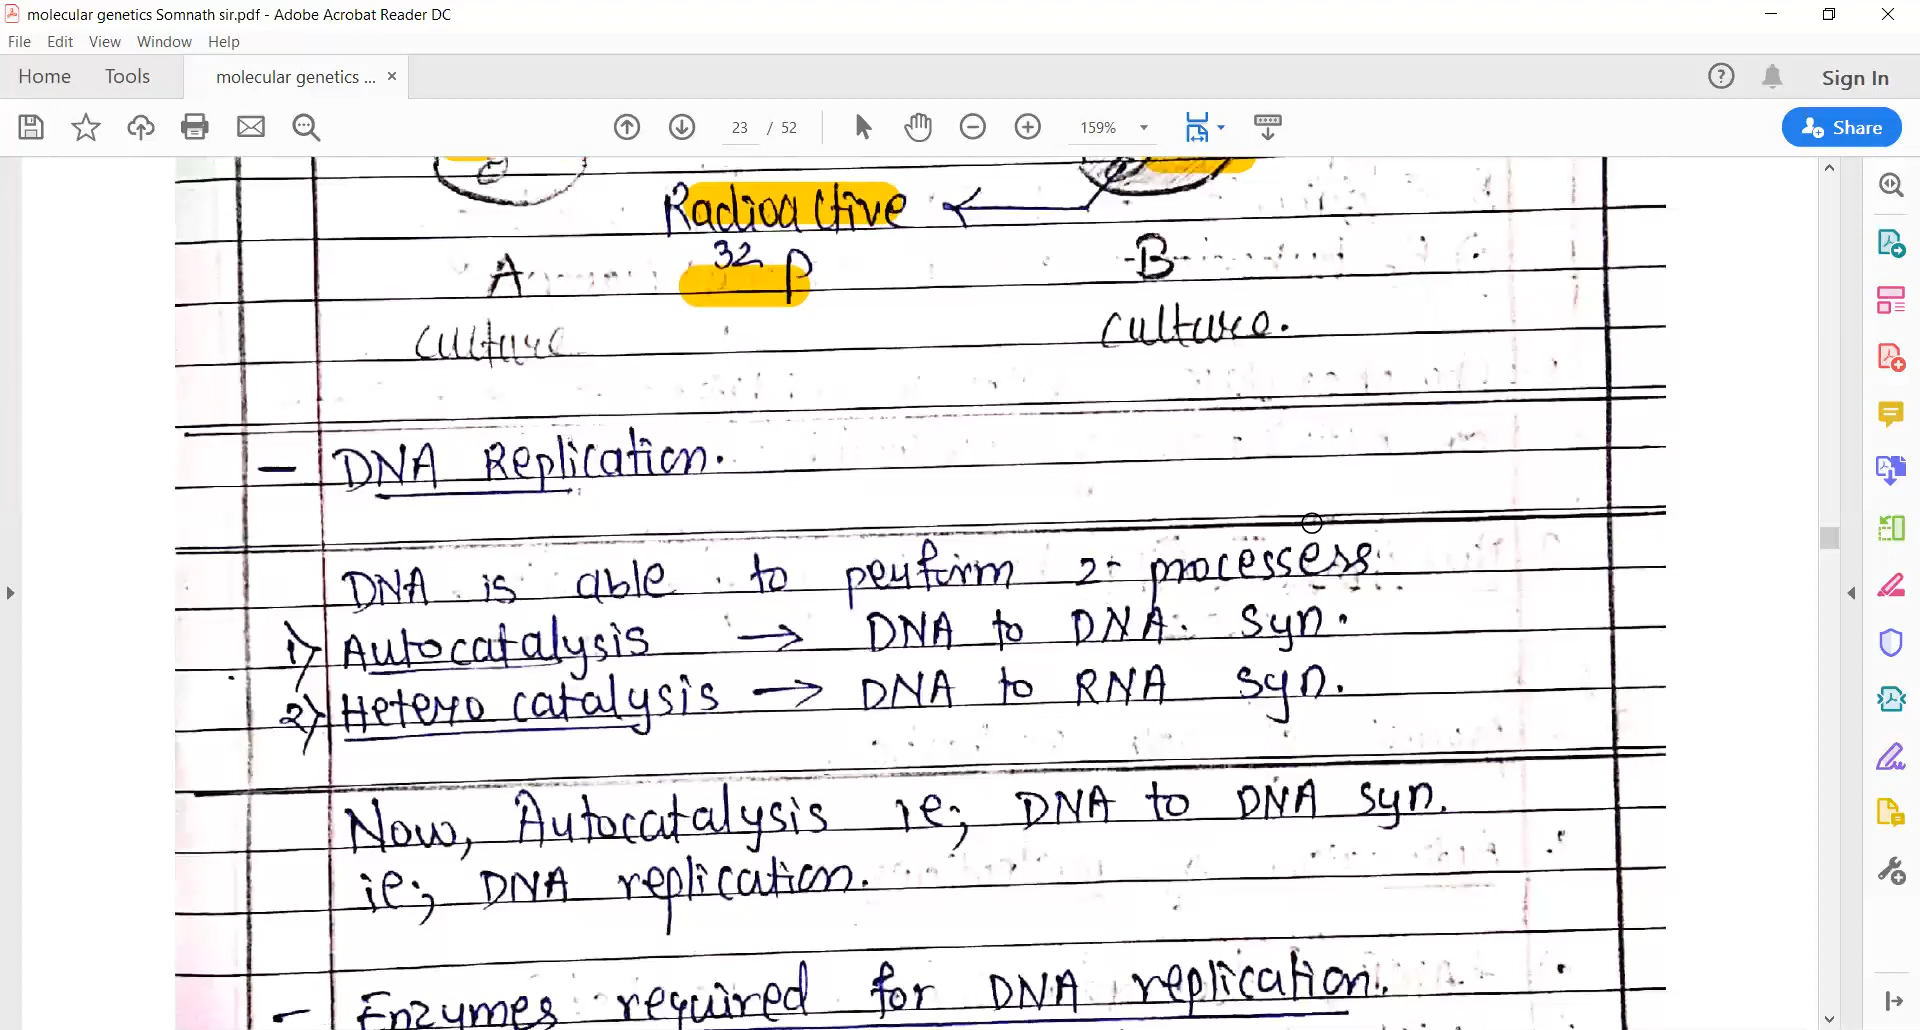 molecular genetics Somnath sir.pdf - Adobe Acrobat Reader DC
File Edit View Window Help
Home Tools molecular genetics ... ×
? Sign In
23 / 52 159% Share
Radioactive
A 32 P B
culture culture.
- DNA Replication.
DNA is able to perform 2 processess.
1) Autocatalysis → DNA to DNA syn.
2) Hetero catalysis → DNA to RNA syn.
Now, Autocatalysis ie; DNA to DNA syn.
ie; DNA replication.
- Enzymes required for DNA replication.